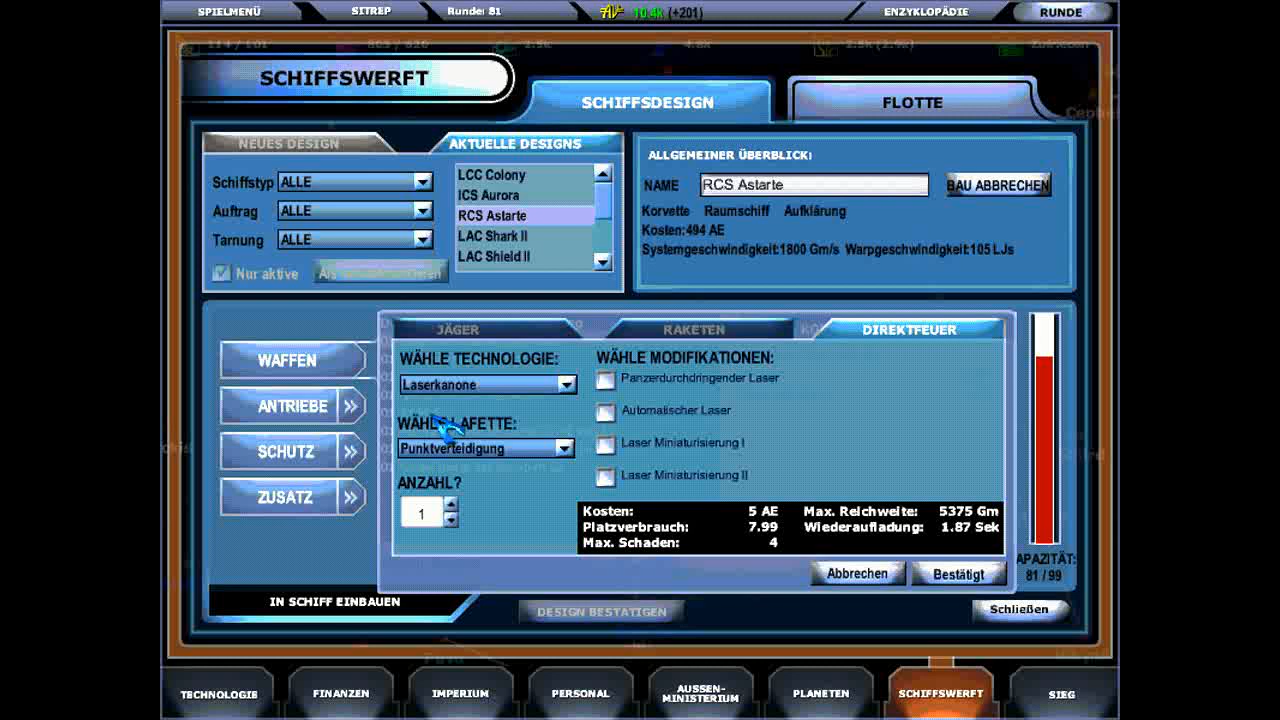 SPIELMENÜ SITREP Runde: 81 10.4k (+201) ENZYKLOPÄDIE RUNDE
SCHIFFSWERFT
SCHIFFSDESIGN FLOTTE
NEUES DESIGN AKTUELLE DESIGNS
Schiffstyp ALLE
Auftrag ALLE
Tarnung ALLE
Nur aktive
LCC Colony
ICS Aurora
RCS Astarte
LAC Shark II
LAC Shield II
ALLGEMEINER ÜBERBLICK:
NAME RCS Astarte BAU ABBRECHEN
Korvette Raumschiff Aufklärung
Kosten:494 AE
Systemgeschwindigkeit:1800 Gm/s Warpgeschwindigkeit:105 LJs
WAFFEN
ANTRIEBE
SCHUTZ
ZUSATZ
JÄGER RAKETEN DIREKTFEUER
WÄHLE TECHNOLOGIE:
Laserkanone
WÄHLE LAFETTE:
Punktverteidigung
ANZAHL?
1
WÄHLE MODIFIKATIONEN:
Panzerdurchdringender Laser
Automatischer Laser
Laser Miniaturisierung I
Laser Miniaturisierung II
Kosten: 5 AE Max. Reichweite: 5375 Gm
Platzverbrauch: 7.99 Wiederaufladung: 1.87 Sek
Max. Schaden: 4
Abbrechen Bestätigt
APAZITÄT:
81 / 99
IN SCHIFF EINBAUEN DESIGN BESTÄTIGEN Schließen
TECHNOLOGIE FINANZEN IMPERIUM PERSONAL AUSSEN-MINISTERIUM PLANETEN SCHIFFSWERFT SIEG